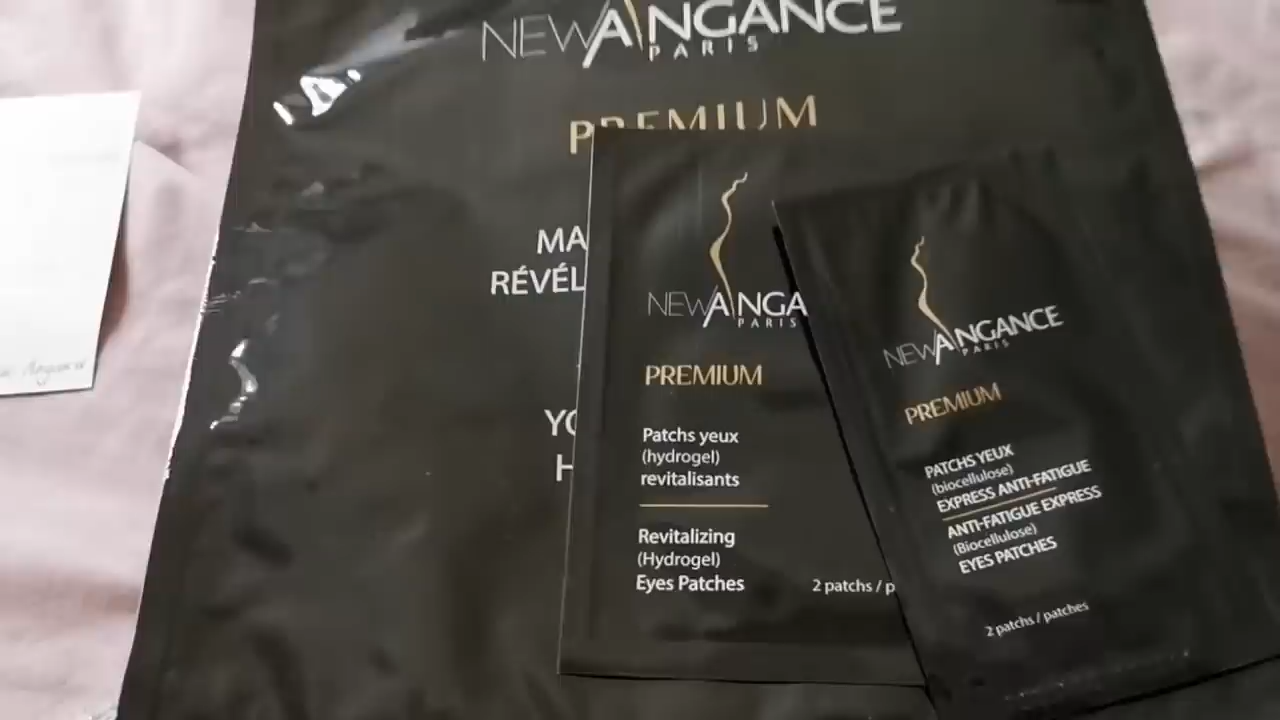 NEWANGANCE
PARIS
PREMIUM
NEWANGA
PARIS
PREMIUM
Patchs yeux
(hydrogel)
revitalisants
Revitalizing
(Hydrogel)
Eyes Patches
2 patchs / p
NEWANGANCE
PARIS
PREMIUM
PATCHS YEUX
(biocellulose)
EXPRESS ANTI-FATIGUE
ANTI-FATIGUE EXPRESS
(Biocellulose)
EYES PATCHES
2 patchs / patches
MA
RÉVÉL
YO
H